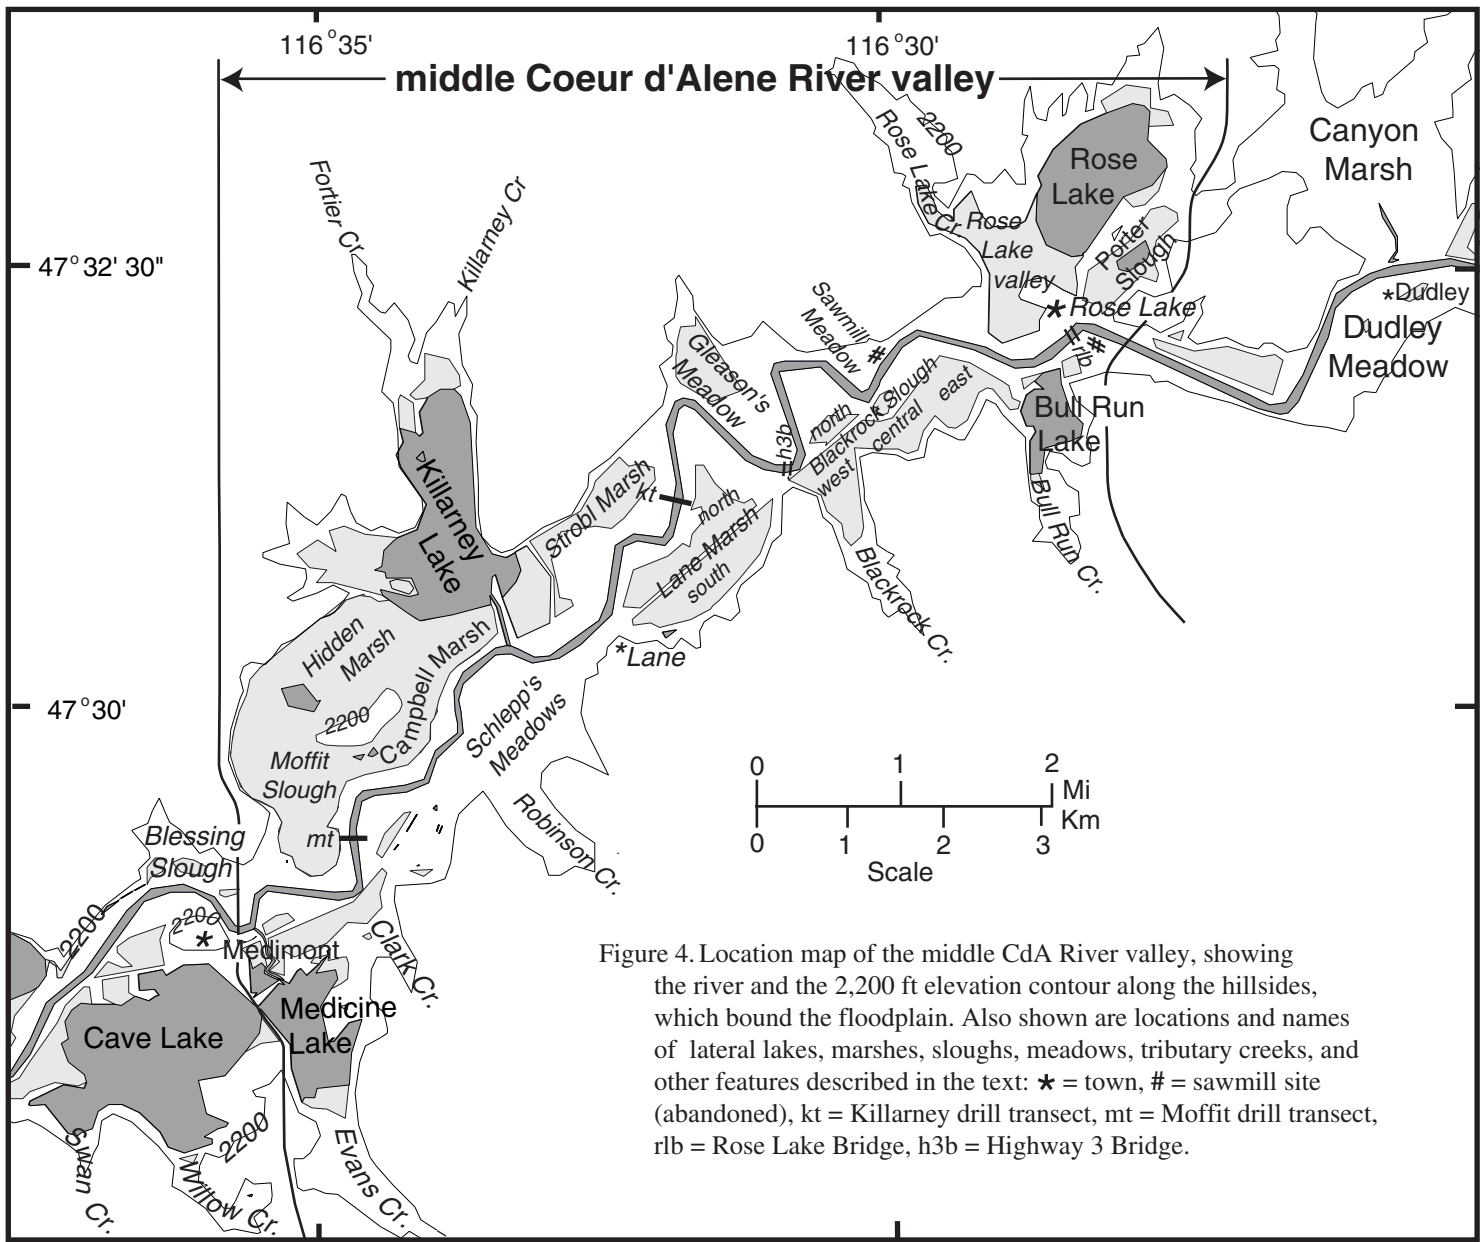 116°35'
116°30'
middle Coeur d'Alene River valley
Canyon
Marsh
Rose
Lake
2200
Rose Lake Cr.
Fortier Cr.
Killarney Cr
Rose
Lake
valley
Porter
Slough
47°32' 30"
*Dudley
* Rose Lake
Dudley
Meadow
Sawmill
Meadow
#
#
rlb
Gleason's
Meadow
h3b
north
Blackrock Slough
west
central
east
Bull Run
Lake
Bull Run Cr.
Killarney
Lake
Strobl Marsh
kt
north
Lane Marsh
south
Blackrock Cr.
Hidden
Marsh
Campbell Marsh
*Lane
47°30'
2200
Schlepp's
Meadows
Moffit
Slough
mt
Robinson Cr.
0
1
2
Mi
Km
0
1
2
3
Scale
Blessing
Slough
2200
2200
*
Medimont
Clark Cr.
Cave Lake
Medicine
Lake
2200
Swan Cr.
Willow Cr.
Evans Cr.
Figure 4. Location map of the middle CdA River valley, showing
the river and the 2,200 ft elevation contour along the hillsides,
which bound the floodplain. Also shown are locations and names
of lateral lakes, marshes, sloughs, meadows, tributary creeks, and
other features described in the text: * = town, # = sawmill site
(abandoned), kt = Killarney drill transect, mt = Moffit drill transect,
rlb = Rose Lake Bridge, h3b = Highway 3 Bridge.